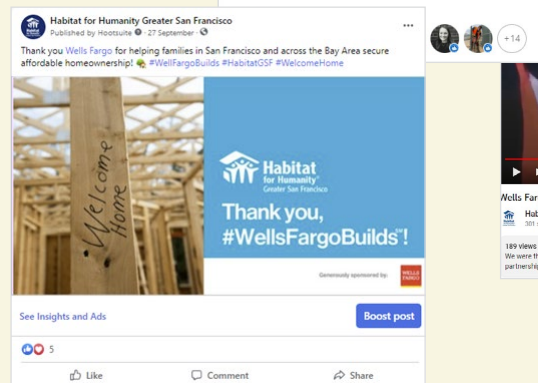 Habitat for Humanity Greater San Francisco
Published by Hootsuite · 27 September ·
Thank you Wells Fargo for helping families in San Francisco and across the Bay Area secure
affordable homeownership! #WellFargoBuilds #HabitatGSF #WelcomeHome
Welcome
Home
Habitat
for Humanity
Greater San Francisco
Thank you,
#WellsFargoBuilds℠!
Generously sponsored by:
WELLS
FARGO
See Insights and Ads
Boost post
5
Like
Comment
Share
+14
Wells Far
Hab
189 views
We were th
partnership